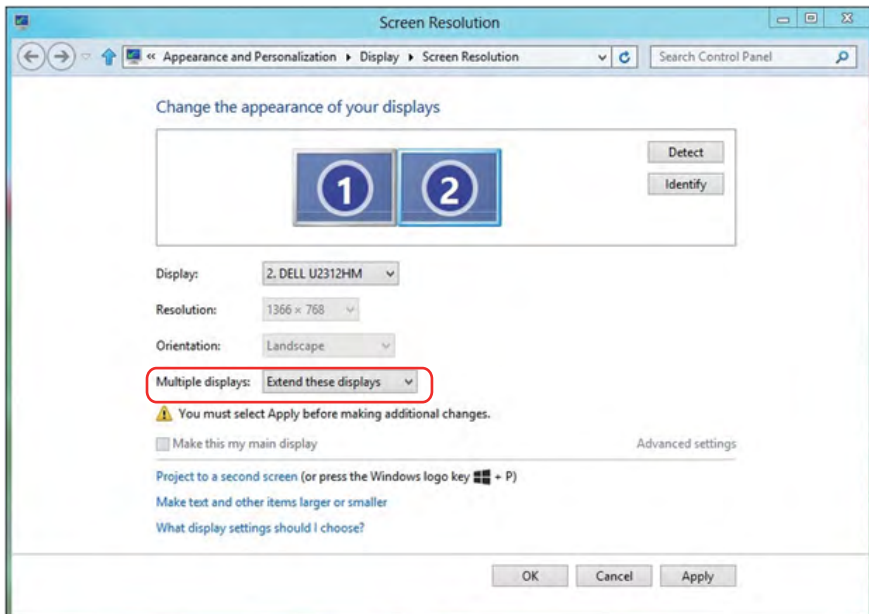 Screen Resolution
« Appearance and Personalization ▸ Display ▸ Screen Resolution
Search Control Panel
Change the appearance of your displays
1 2
Detect
Identify
Display: 2. DELL U2312HM
Resolution: 1366 × 768
Orientation: Landscape
Multiple displays: Extend these displays
You must select Apply before making additional changes.
Make this my main display Advanced settings
Project to a second screen (or press the Windows logo key + P)
Make text and other items larger or smaller
What display settings should I choose?
OK Cancel Apply